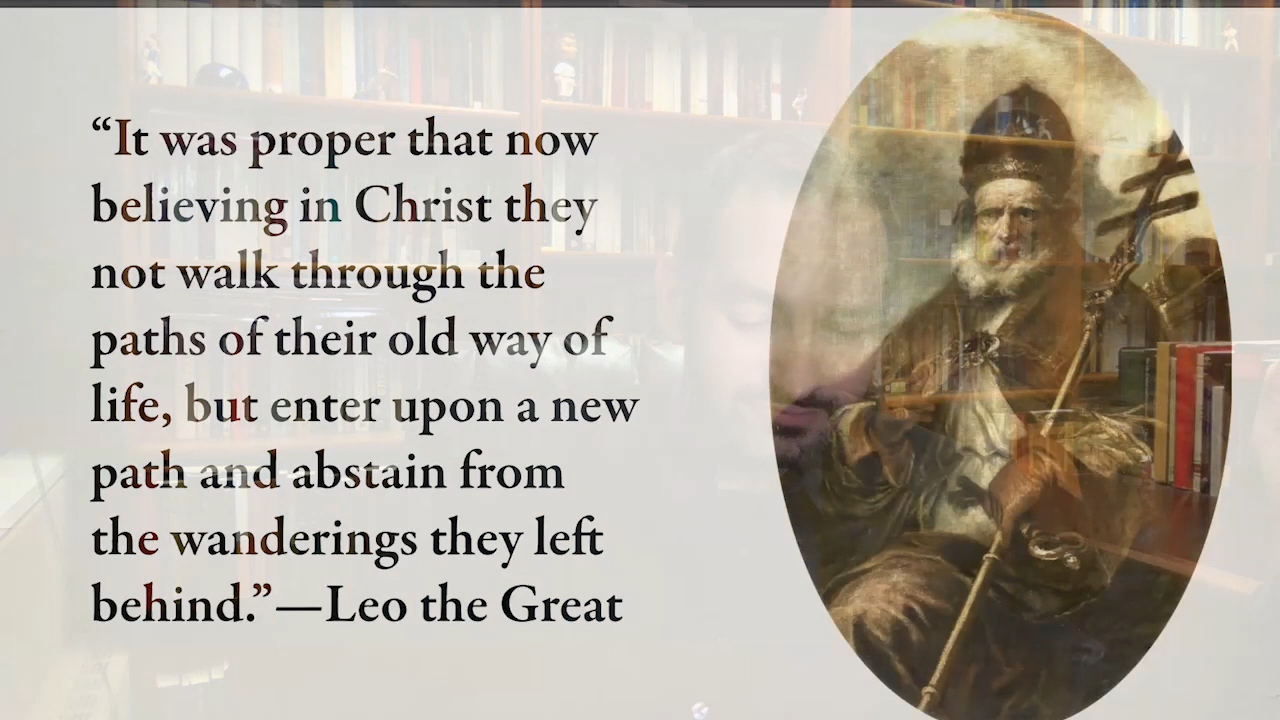 “It was proper that now
believing in Christ they
not walk through the
paths of their old way of
life, but enter upon a new
path and abstain from
the wanderings they left
behind.”—Leo the Great